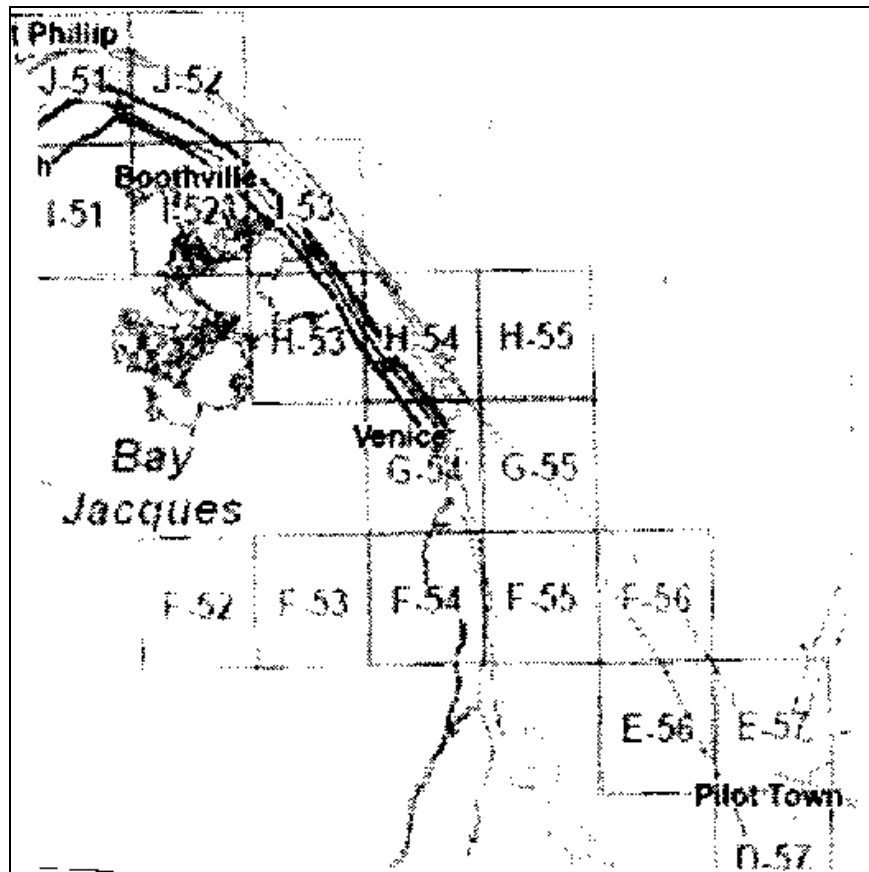 t Phillip
J-51 J-52
h
Boothville
I-51 I-52 I-53
H-53 H-54 H-55
Venice
Bay
Jacques
G-54 G-55
F-52 F-53 F-54 F-55 F-56
E-56 E-57
Pilot Town
D-57